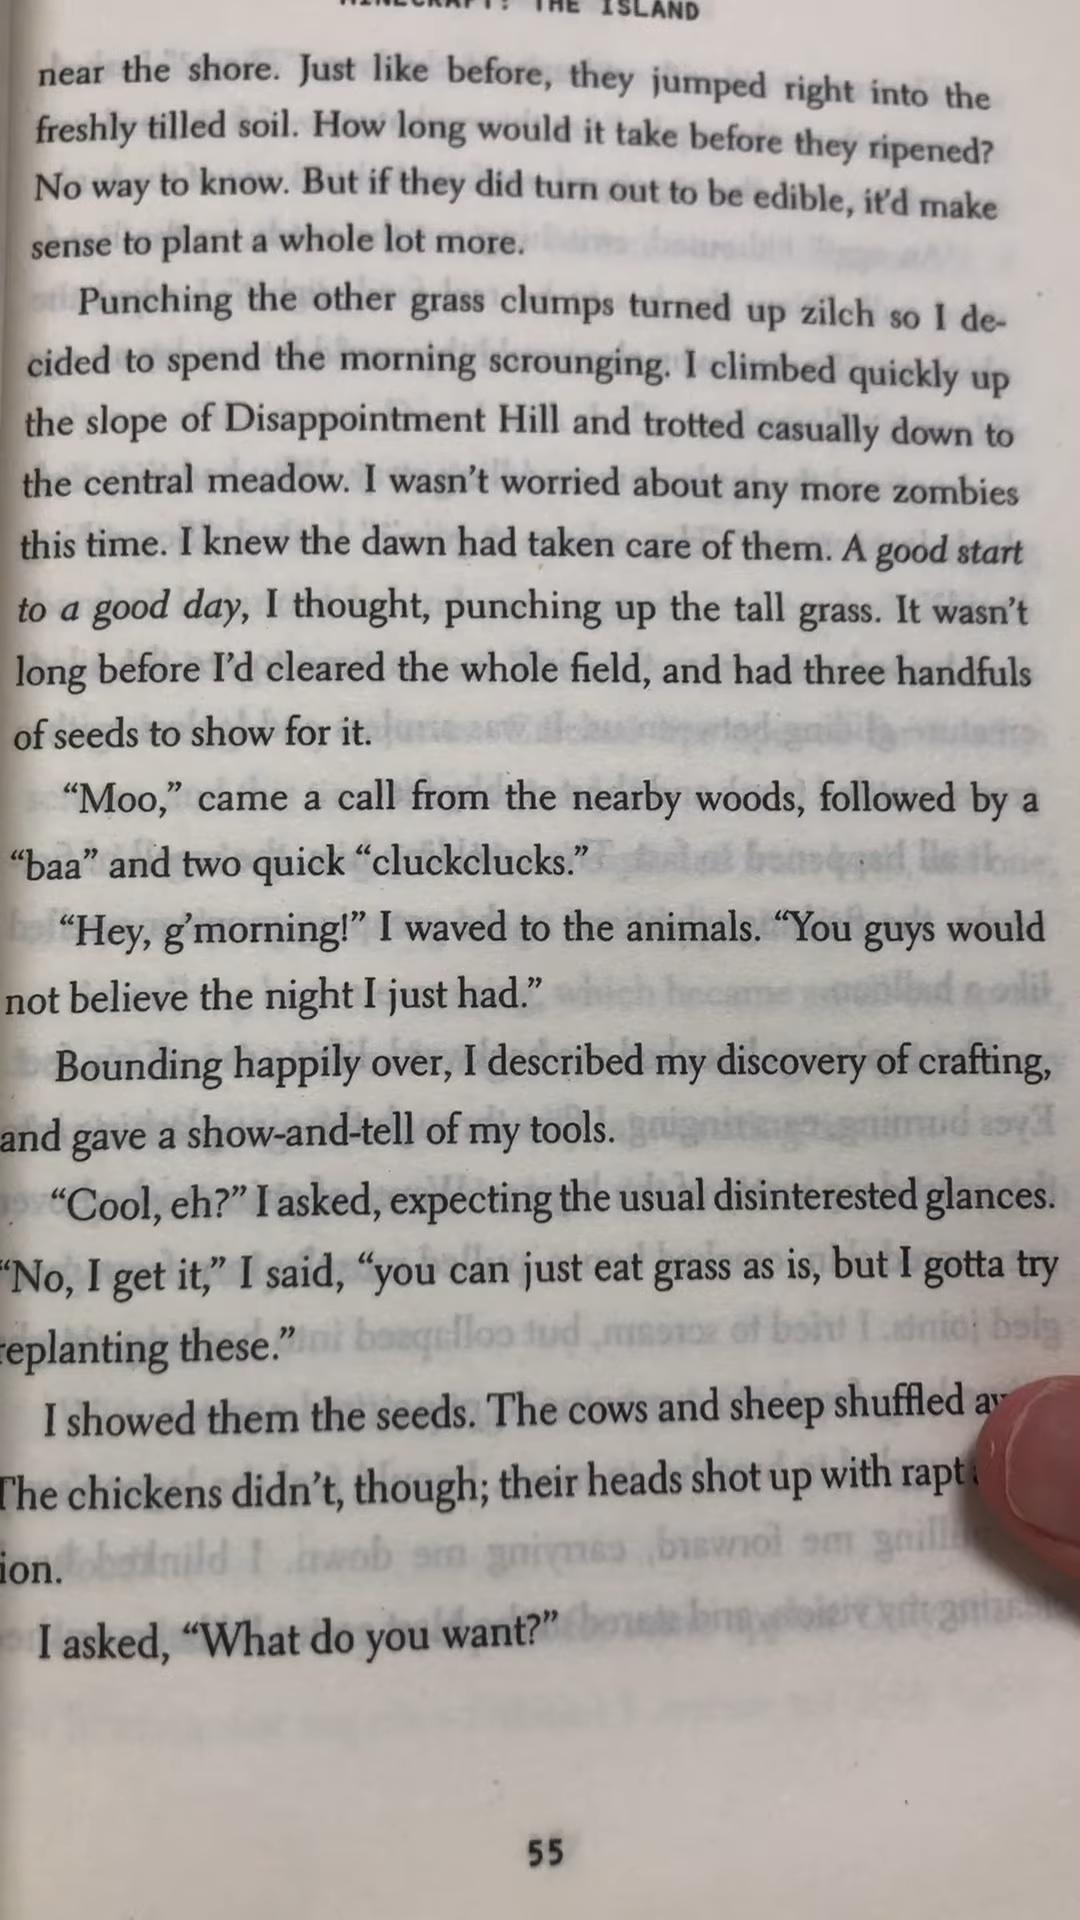 MINECRAFT: THE ISLAND
near the shore. Just like before, they jumped right into the
freshly tilled soil. How long would it take before they ripened?
No way to know. But if they did turn out to be edible, it'd make
sense to plant a whole lot more.
Punching the other grass clumps turned up zilch so I de-
cided to spend the morning scrounging. I climbed quickly up
the slope of Disappointment Hill and trotted casually down to
the central meadow. I wasn't worried about any more zombies
this time. I knew the dawn had taken care of them. A good start
to a good day, I thought, punching up the tall grass. It wasn't
long before I'd cleared the whole field, and had three handfuls
of seeds to show for it.
“Moo,” came a call from the nearby woods, followed by a
“baa” and two quick “cluckclucks.”
“Hey, g'morning!” I waved to the animals. “You guys would
not believe the night I just had.”
Bounding happily over, I described my discovery of crafting,
and gave a show-and-tell of my tools.
“Cool, eh?” I asked, expecting the usual disinterested glances.
“No, I get it,” I said, “you can just eat grass as is, but I gotta try
replanting these.”
I showed them the seeds. The cows and sheep shuffled
The chickens didn't, though; their heads shot up with rapt
ion.
I asked, “What do you want?”
55